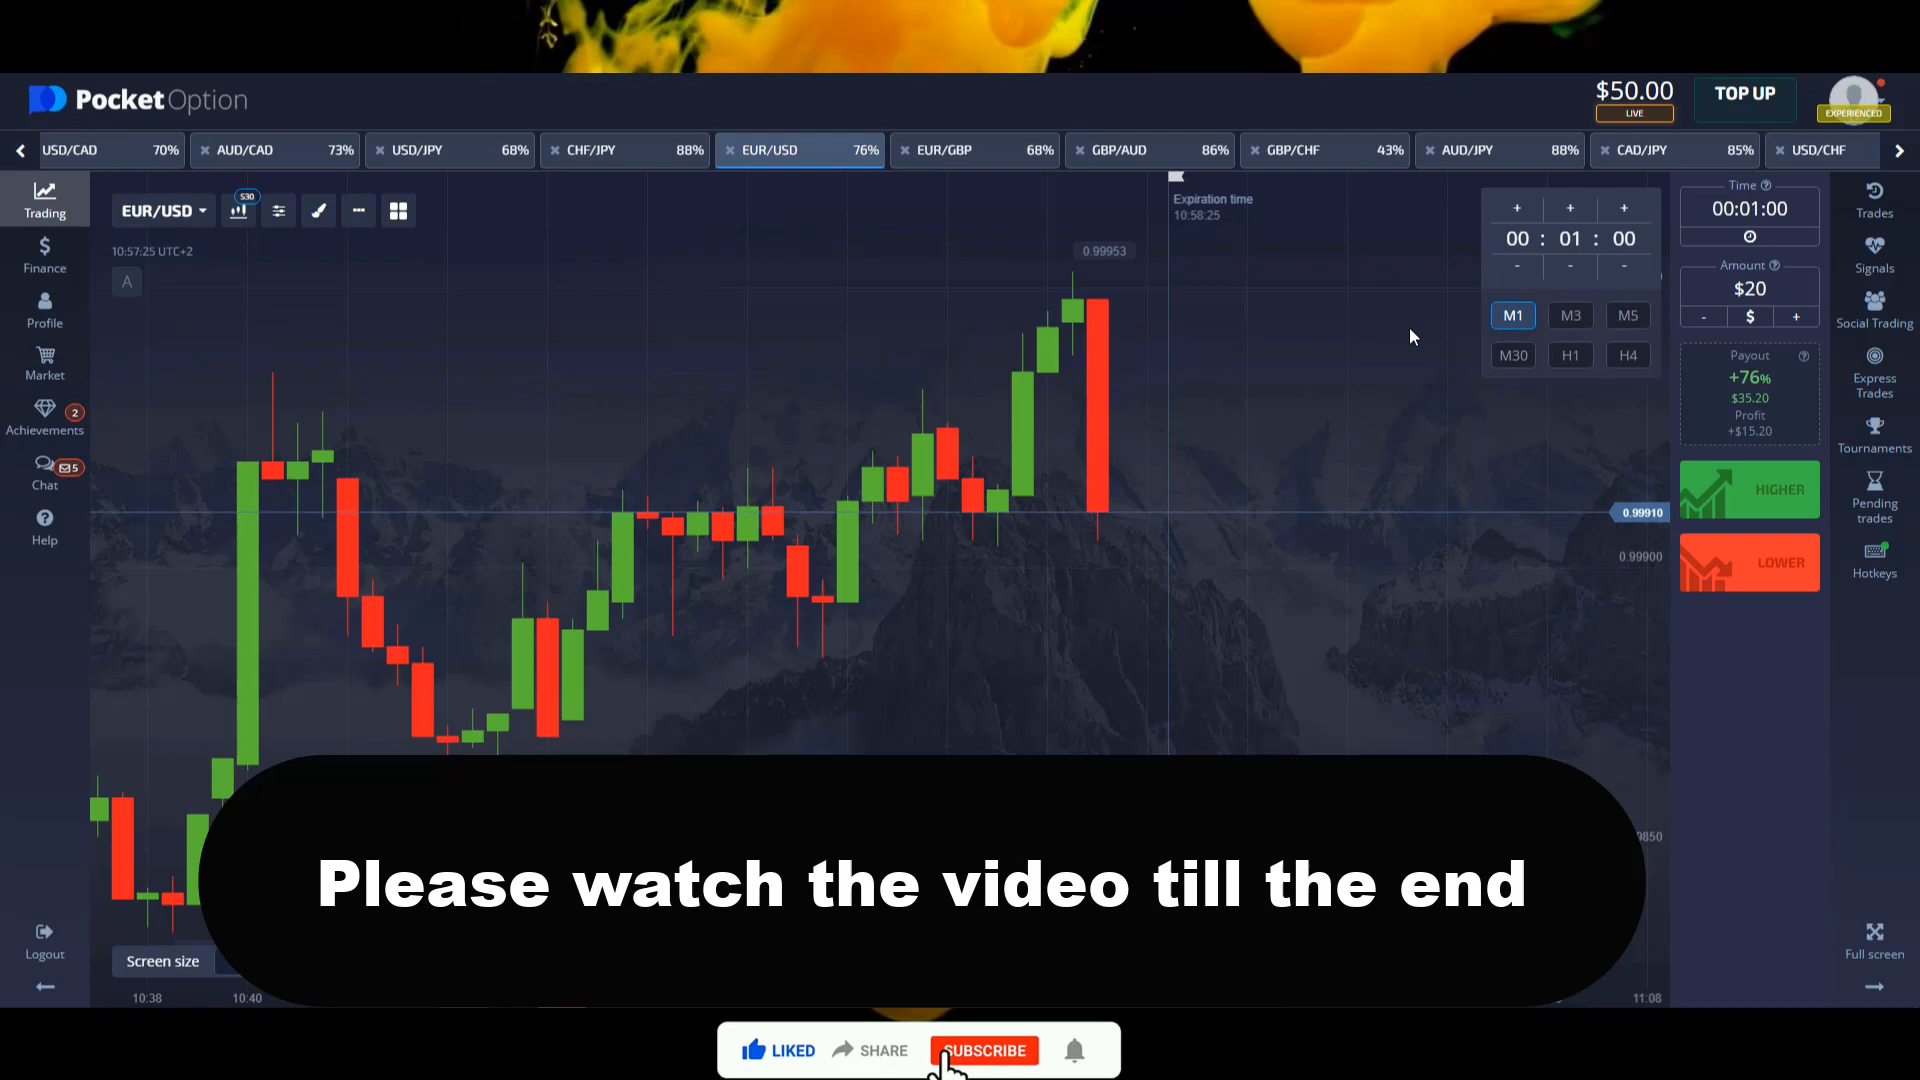 PocketOption
$50.00
LIVE
TOP UP
EXPERIENCED
USD/CAD 70%
AUD/CAD 73%
USD/JPY 68%
CHF/JPY 88%
EUR/USD 76%
EUR/GBP 68%
GBP/AUD 86%
GBP/CHF 43%
AUD/JPY 88%
CAD/JPY 85%
USD/CHF
Trading
Finance
Profile
Market
Achievements 2
Chat 5
Help
Logout
EUR/USD
S30
10:57:25 UTC+2
A
0.99953
Expiration time
10:58:25
+ + +
00 : 01 : 00
- - -
M1 M3 M5
M30 H1 H4
0.99910
0.99900
9850
Time
00:01:00
Amount
$20
- $ +
Payout
+76%
$35.20
Profit
+$15.20
HIGHER
LOWER
Trades
Signals
Social Trading
Express
Trades
Tournaments
Pending
trades
Hotkeys
Full screen
Please watch the video till the end
Screen size
10:38 10:40 11:08
LIKED SHARE SUBSCRIBE